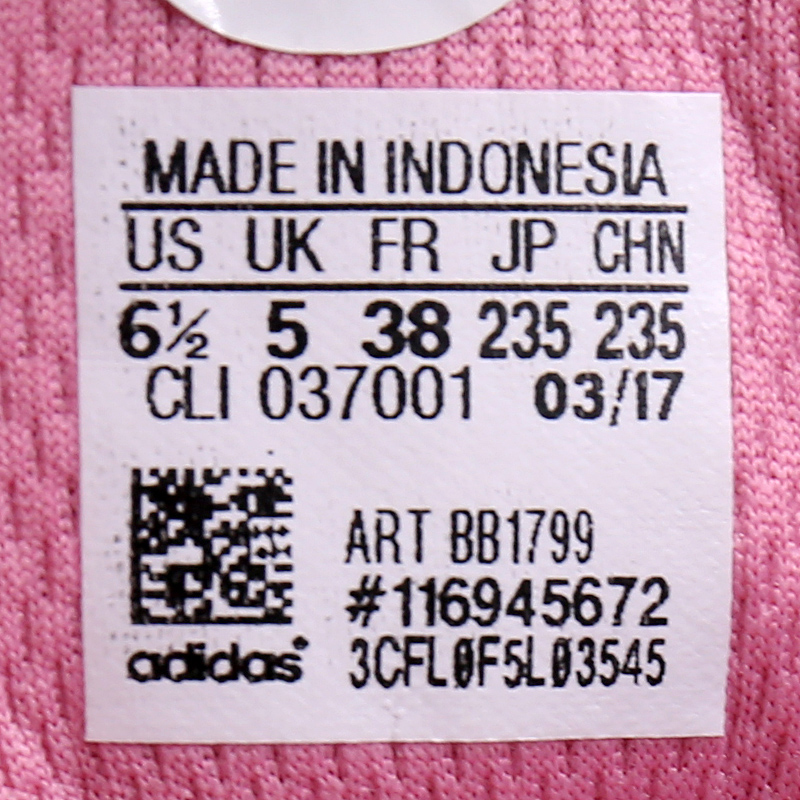 MADE IN INDONESIA
US UK FR JP CHN
6½ 5 38 235 235
CLI 037001 03/17
ART BB1799
#116945672
adidas® 3CFL0F5L03545